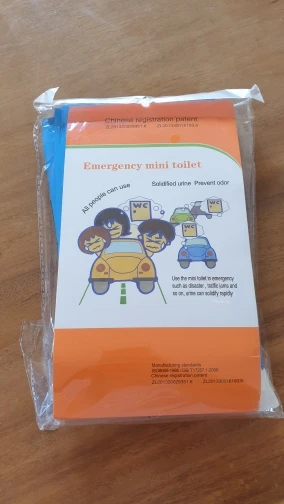 Chinese registration patent
Emergency mini toilet
All people can use
Solidified urine Prevent odor
WC
WC
WC
Use the mini toilet in emergency
such as disaster, traffic jams and
so on, urine can solidify rapidly
Manufacturing standards
Chinese registration patent